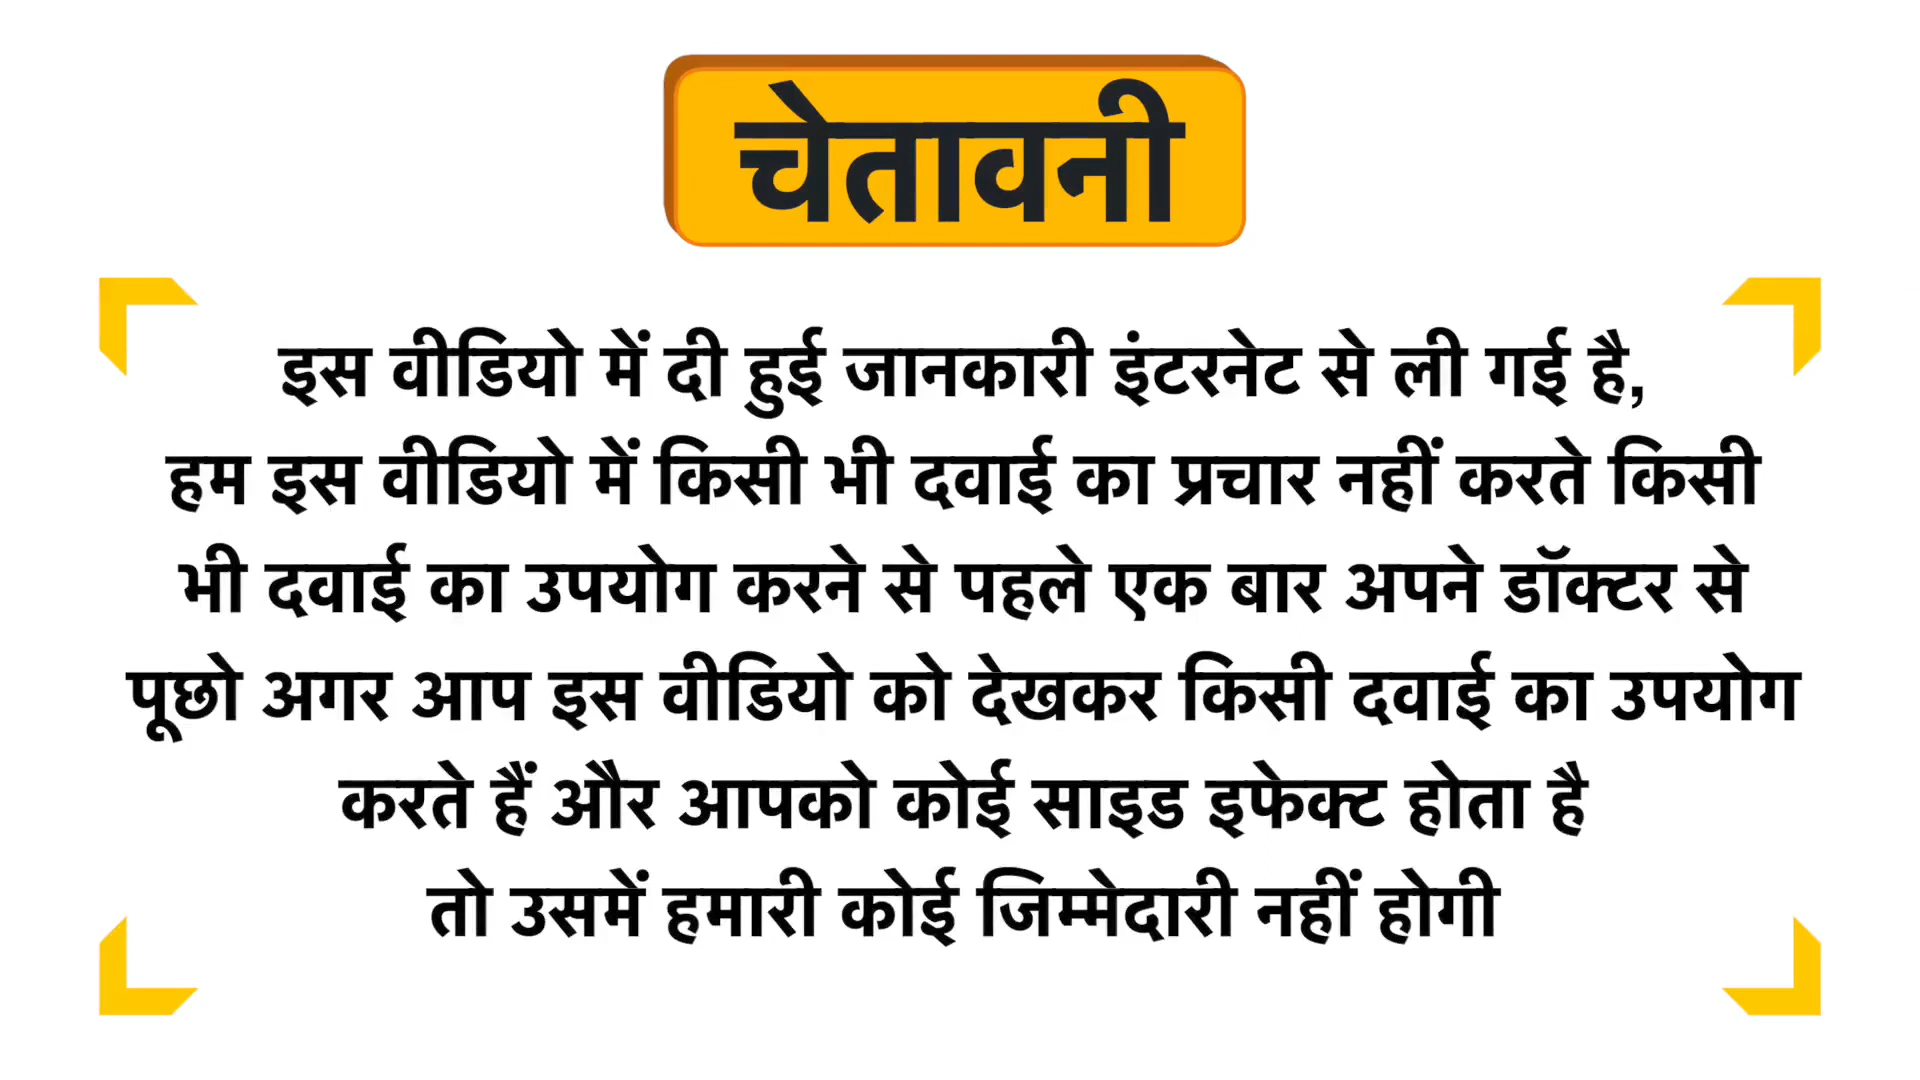 चेतावनी
इस वीडियो में दी हुई जानकारी इंटरनेट से ली गई है,
हम इस वीडियो में किसी भी दवाई का प्रचार नहीं करते किसी
भी दवाई का उपयोग करने से पहले एक बार अपने डॉक्टर से
पूछो अगर आप इस वीडियो को देखकर किसी दवाई का उपयोग
करते हैं और आपको कोई साइड इफेक्ट होता है
तो उसमें हमारी कोई जिम्मेदारी नहीं होगी